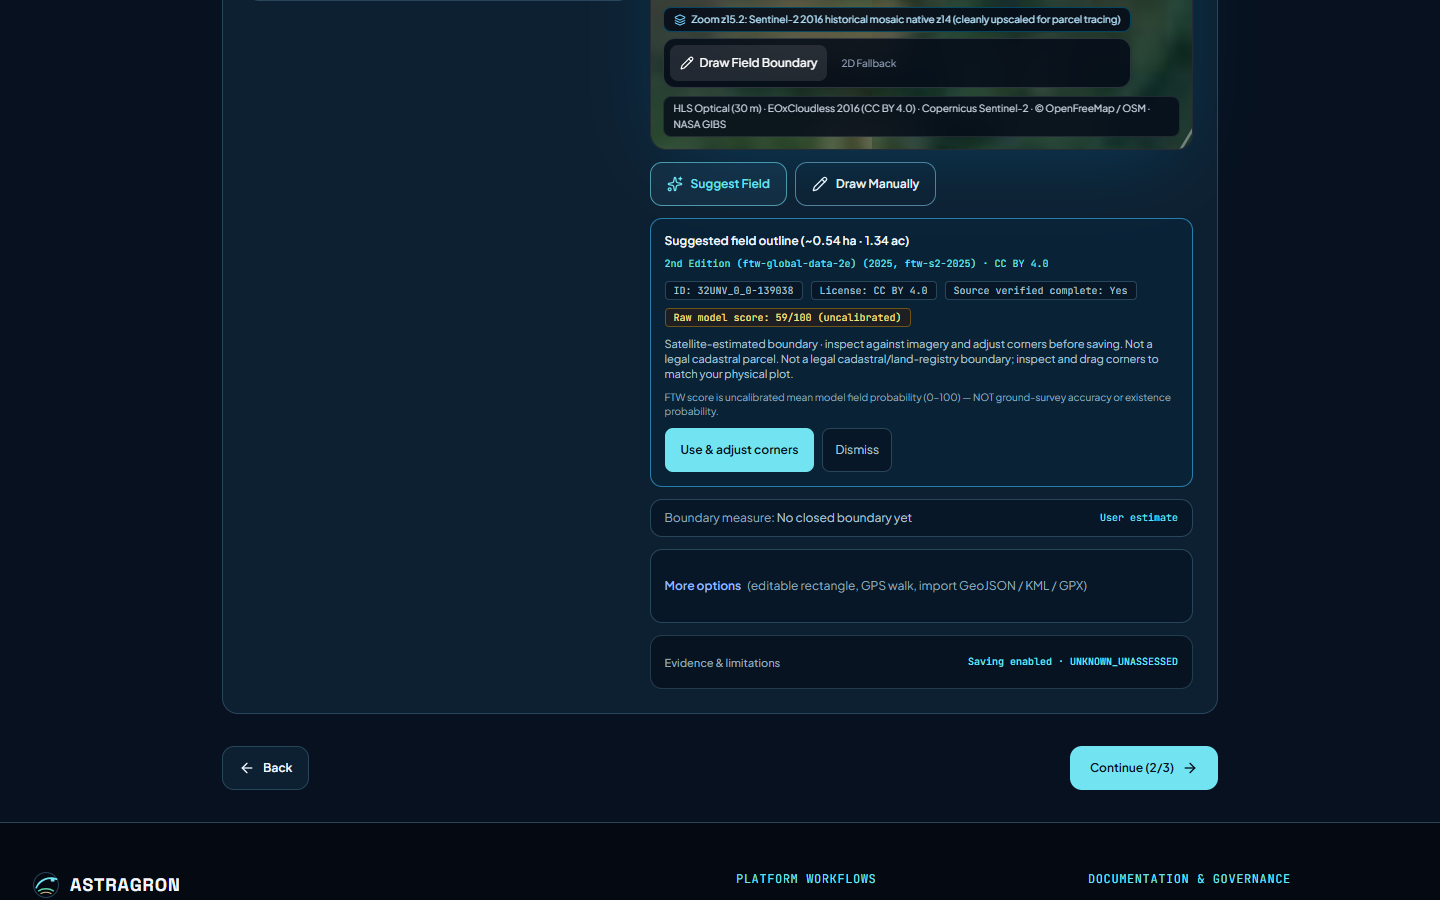 Zoom z15.2: Sentinel-2 2016 historical mosaic native z14 (cleanly upscaled for parcel tracing)
Draw Field Boundary
2D Fallback
HLS Optical (30 m) · EOxCloudless 2016 (CC BY 4.0) · Copernicus Sentinel-2 · © OpenFreeMap / OSM ·
NASA GIBS
Suggest Field
Draw Manually
Suggested field outline (~0.54 ha · 1.34 ac)
2nd Edition (ftw-global-data-2e) (2025, ftw-s2-2025) · CC BY 4.0
ID: 32UNV_0_0-139038
License: CC BY 4.0
Source verified complete: Yes
Raw model score: 59/100 (uncalibrated)
Satellite-estimated boundary · inspect against imagery and adjust corners before saving. Not a
legal cadastral parcel. Not a legal cadastral/land-registry boundary; inspect and drag corners to
match your physical plot.
FTW score is uncalibrated mean model field probability (0–100) — NOT ground-survey accuracy or existence
probability.
Use & adjust corners
Dismiss
Boundary measure: No closed boundary yet
User estimate
More options (editable rectangle, GPS walk, import GeoJSON / KML / GPX)
Evidence & limitations
Saving enabled · UNKNOWN_UNASSESSED
Back
Continue (2/3)
ASTRAGRON
PLATFORM WORKFLOWS
DOCUMENTATION & GOVERNANCE